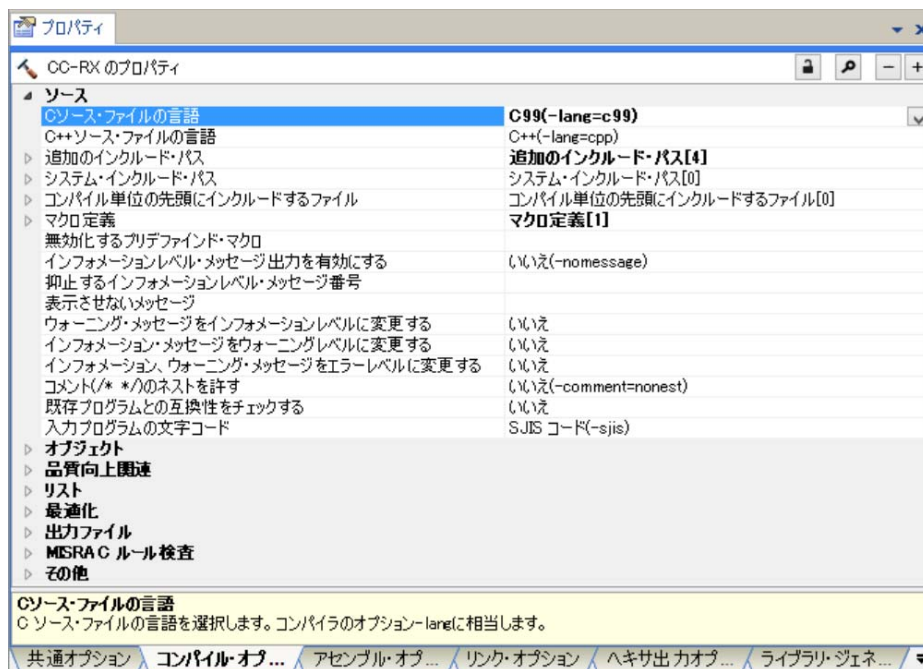 プロパティ
CC-RX のプロパティ
ソース
Cソース・ファイルの言語 C99(-lang=c99)
C++ソース・ファイルの言語 C++(-lang=cpp)
追加のインクルード・パス 追加のインクルード・パス[4]
システム・インクルード・パス システム・インクルード・パス[0]
コンパイル単位の先頭にインクルードするファイル コンパイル単位の先頭にインクルードするファイル[0]
マクロ定義 マクロ定義[1]
無効化するプリデファインド・マクロ
インフォメーションレベル・メッセージ出力を有効にする いいえ(-nomessage)
抑止するインフォメーションレベル・メッセージ番号
表示させないメッセージ
ウォーニング・メッセージをインフォメーションレベルに変更する いいえ
インフォメーション・メッセージをウォーニングレベルに変更する いいえ
インフォメーション、ウォーニング・メッセージをエラーレベルに変更する いいえ
コメント(/* */)のネストを許す いいえ(-comment=nonest)
既存プログラムとの互換性をチェックする いいえ
入力プログラムの文字コード SJIS コード(-sjis)
オブジェクト
品質向上関連
リスト
最適化
出力ファイル
MISRA C ルール検査
その他
Cソース・ファイルの言語
C ソース・ファイルの言語を選択します。コンパイラのオプション-langに相当します。
共通オプション コンパイル・オプ... アセンブル・オプ... リンク・オプション ヘキサ出力オプ... ライブラリ・ジェネ...